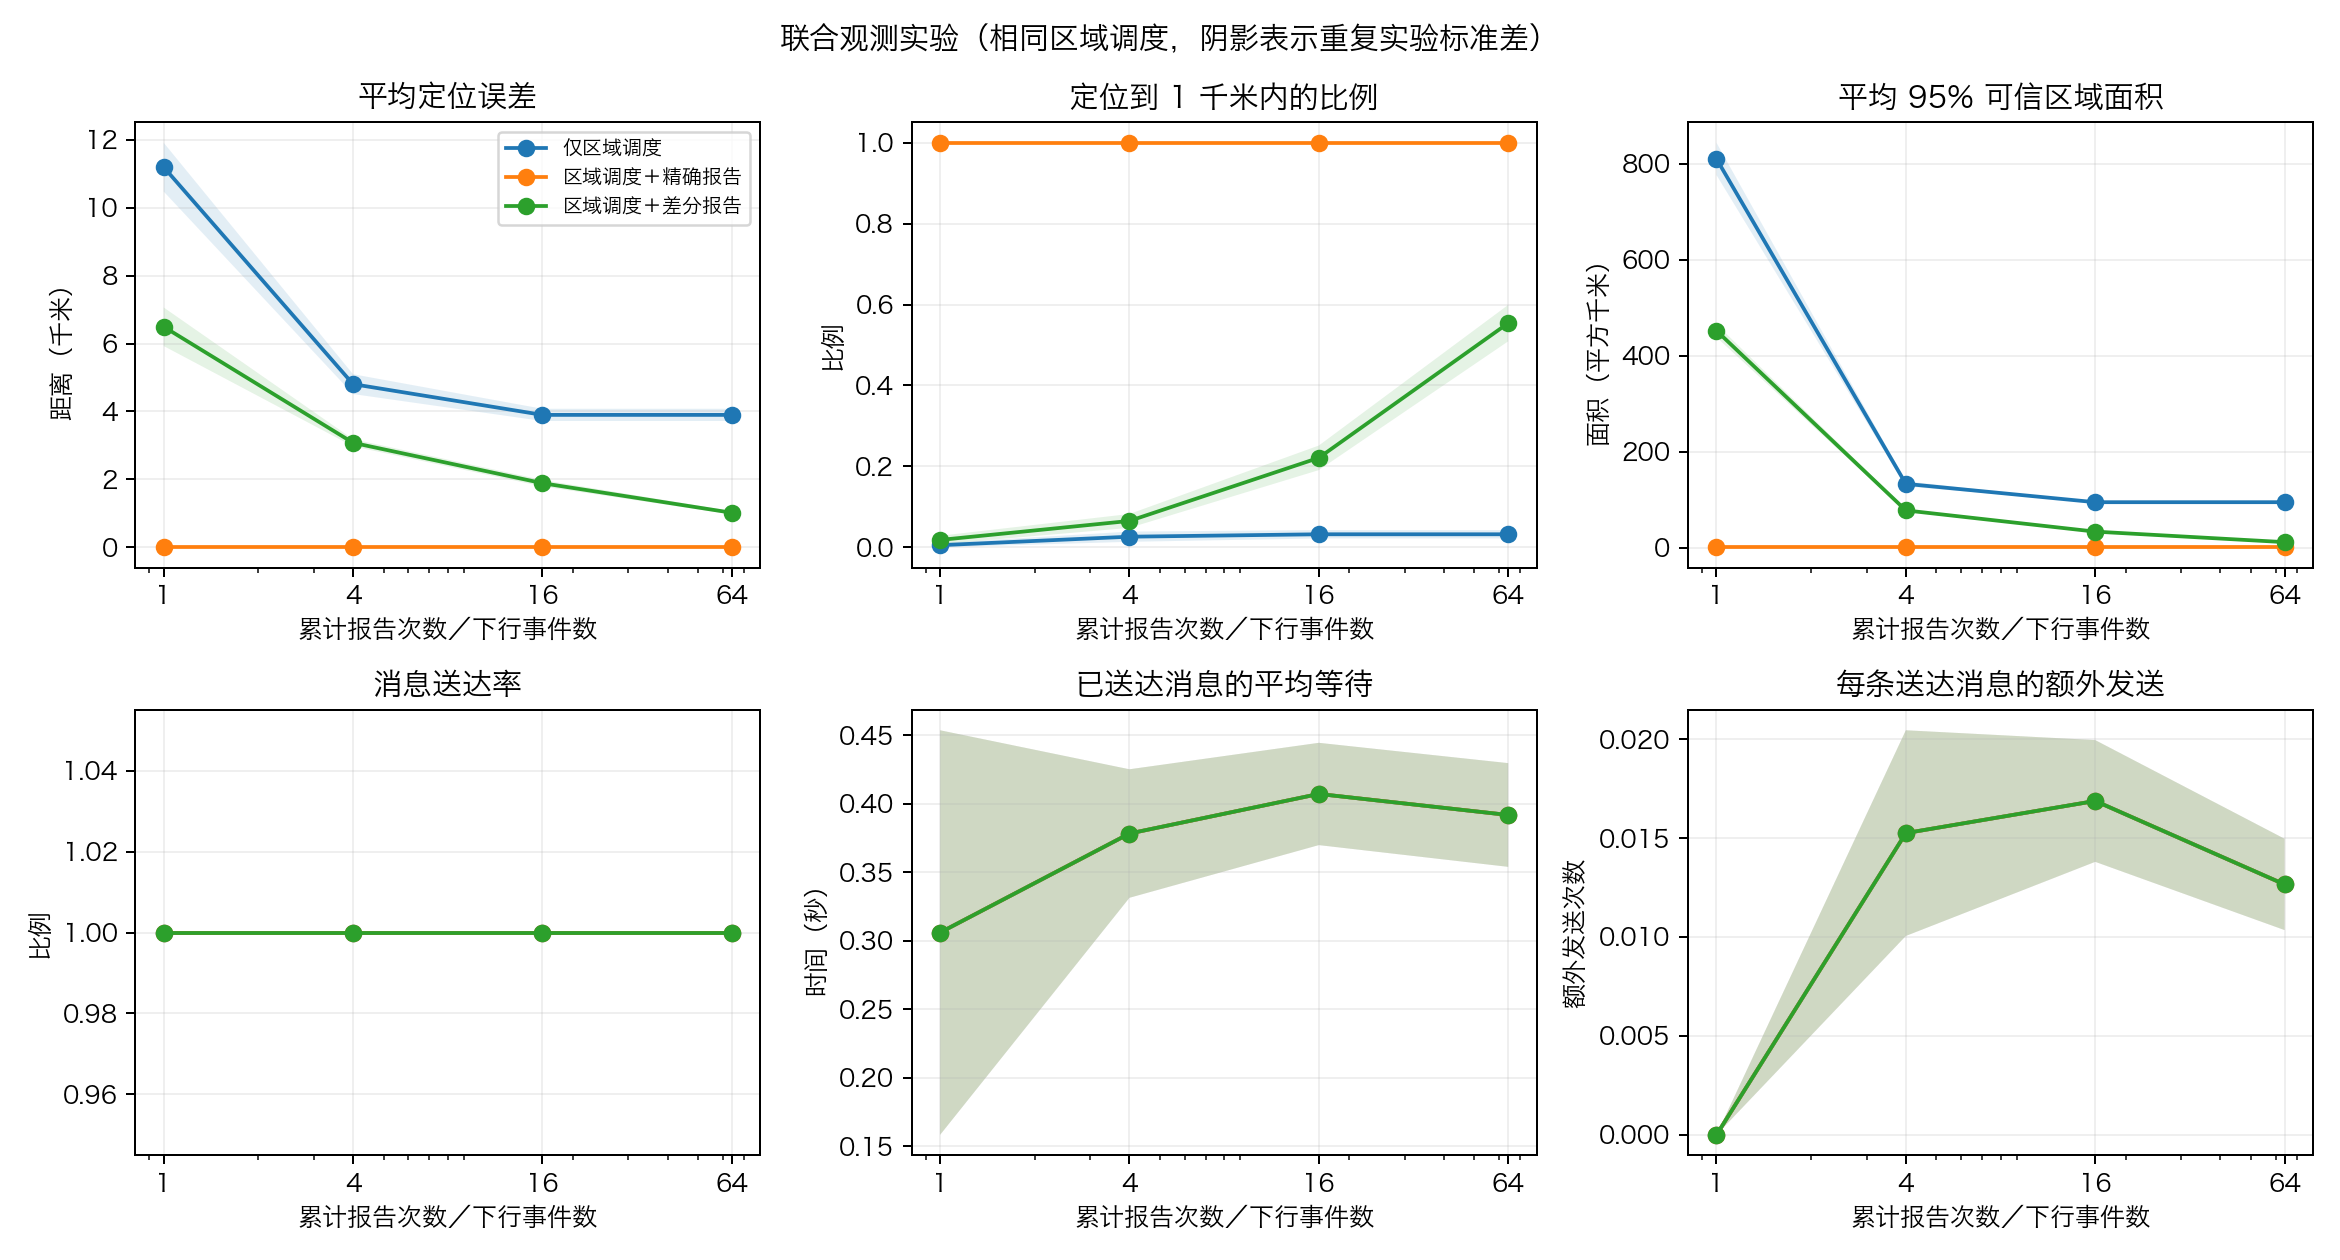 联合观测实验（相同区域调度，阴影表示重复实验标准差）
平均定位误差
12
10
8
6
4
2
0
距离（千米）
仅区域调度
区域调度＋精确报告
区域调度＋差分报告
1 4 16 64
累计报告次数／下行事件数
定位到 1 千米内的比例
1.0
0.8
0.6
0.4
0.2
0.0
比例
1 4 16 64
累计报告次数／下行事件数
平均 95% 可信区域面积
800
600
400
200
0
面积（平方千米）
1 4 16 64
累计报告次数／下行事件数
消息送达率
1.04
1.02
1.00
0.98
0.96
比例
1 4 16 64
累计报告次数／下行事件数
已送达消息的平均等待
0.45
0.40
0.35
0.30
0.25
0.20
0.15
时间（秒）
1 4 16 64
累计报告次数／下行事件数
每条送达消息的额外发送
0.020
0.015
0.010
0.005
0.000
额外发送次数
1 4 16 64
累计报告次数／下行事件数